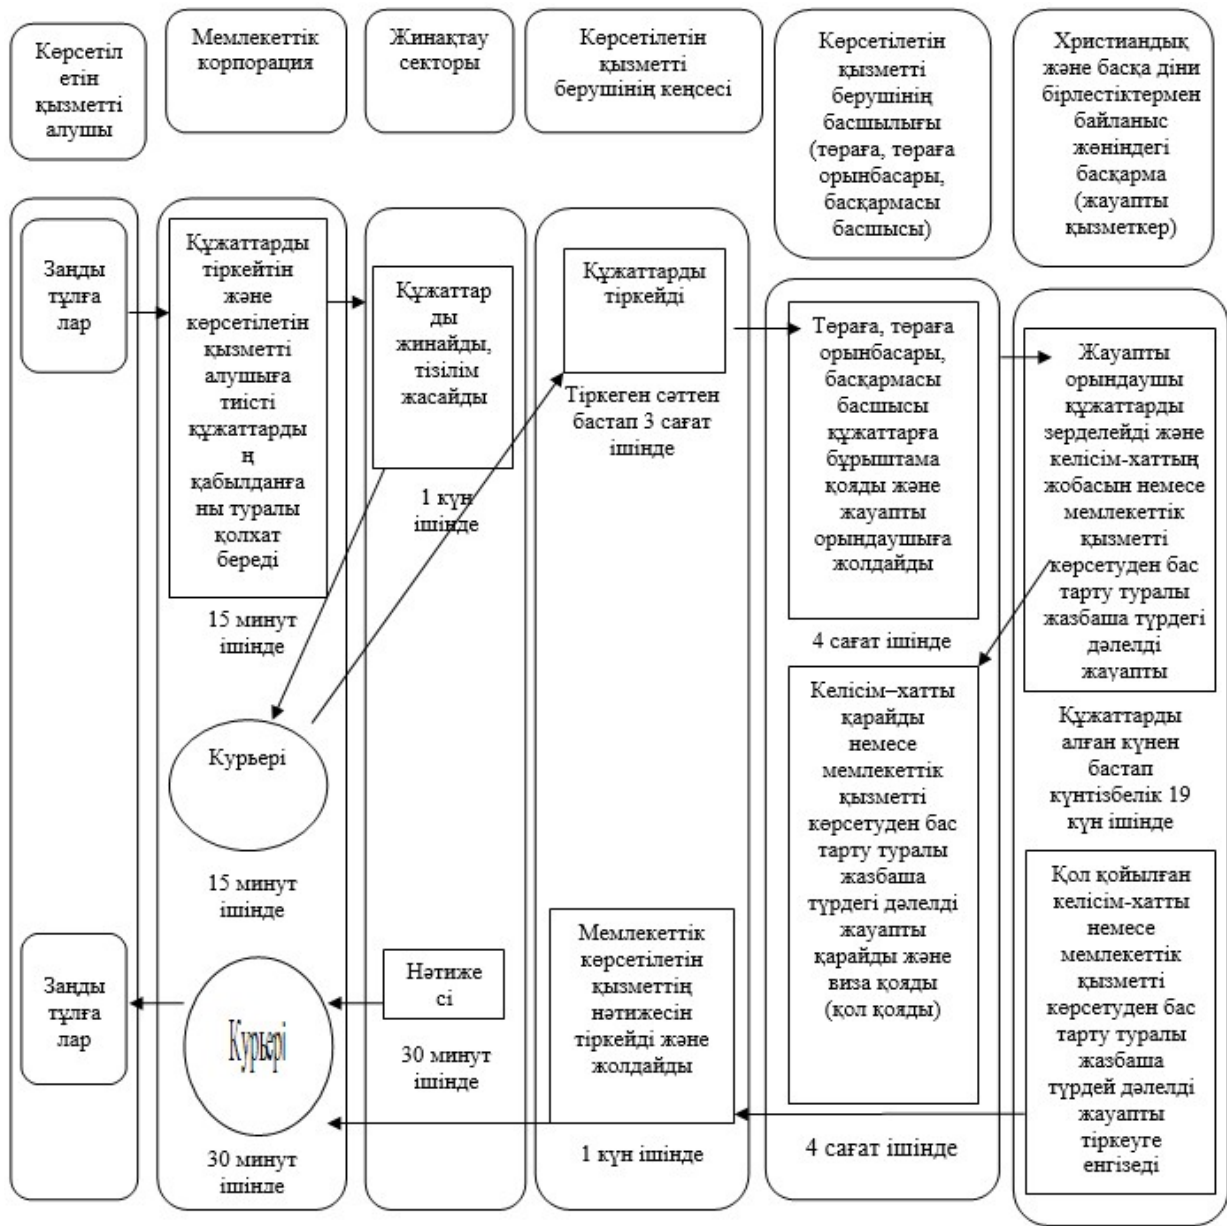 Көрсетіл
етін
қызметті
алушы
Мемлекеттік
корпорация
Жинақтау
секторы
Көрсетілетін
қызметті
берушінің кеңсесі
Көрсетілетін
қызметті
берушінің
басшылығы
(төраға, төраға
орынбасары,
басқармасы
басшысы)
Христиандық
және басқа діни
бірлестіктермен
байланыс
жөніндегі
басқарма
(жауапты
қызметкер)
Заңды
тұлға
лар
Құжаттарды
тіркейтін
және
көрсетілетін
қызметті
алушыға
тиісті
құжаттарды
ң
қабылданға
ны туралы
қолхат
береді
15 минут
ішінде
Құжаттар
ды
жинайды,
тізілім
жасайды
1 күн
ішінде
Құжаттарды
тіркейді
Тіркеген сәттен
бастап 3 сағат
ішінде
Төраға, төраға
орынбасары,
басқармасы
басшысы
құжаттарға
бұрыштама
қояды және
жауапты
орындаушыға
жолдайды
4 сағат ішінде
Жауапты
орындаушы
құжаттарды
зерделейді және
келісім-хаттың
жобасын немесе
мемлекеттік
қызметті
көрсетуден бас
тарту туралы
жазбаша түрдегі
дәлелді
жауапты
Құжаттарды
алған күнен
бастап
күнтізбелік 19
күн ішінде
Курьері
15 минут
ішінде
Келісім–хатты
қарайды
немесе
мемлекеттік
қызметті
көрсетуден бас
тарту туралы
жазбаша
түрдегі дәлелді
жауапты
қарайды және
виза қояды
(қол қояды)
4 сағат ішінде
Қол қойылған
келісім-хатты
немесе
мемлекеттік
қызметті
көрсетуден бас
тарту туралы
жазбаша
түрдей дәлелді
жауапты
тіркеуге
енгізеді
Мемлекеттік
көрсетілетін
қызметтің
нәтижесін
тіркейді және
жолдайды
1 күн ішінде
Нәтиже
сі
30 минут
ішінде
Курьері
30 минут
ішінде
Заңды
тұлға
лар